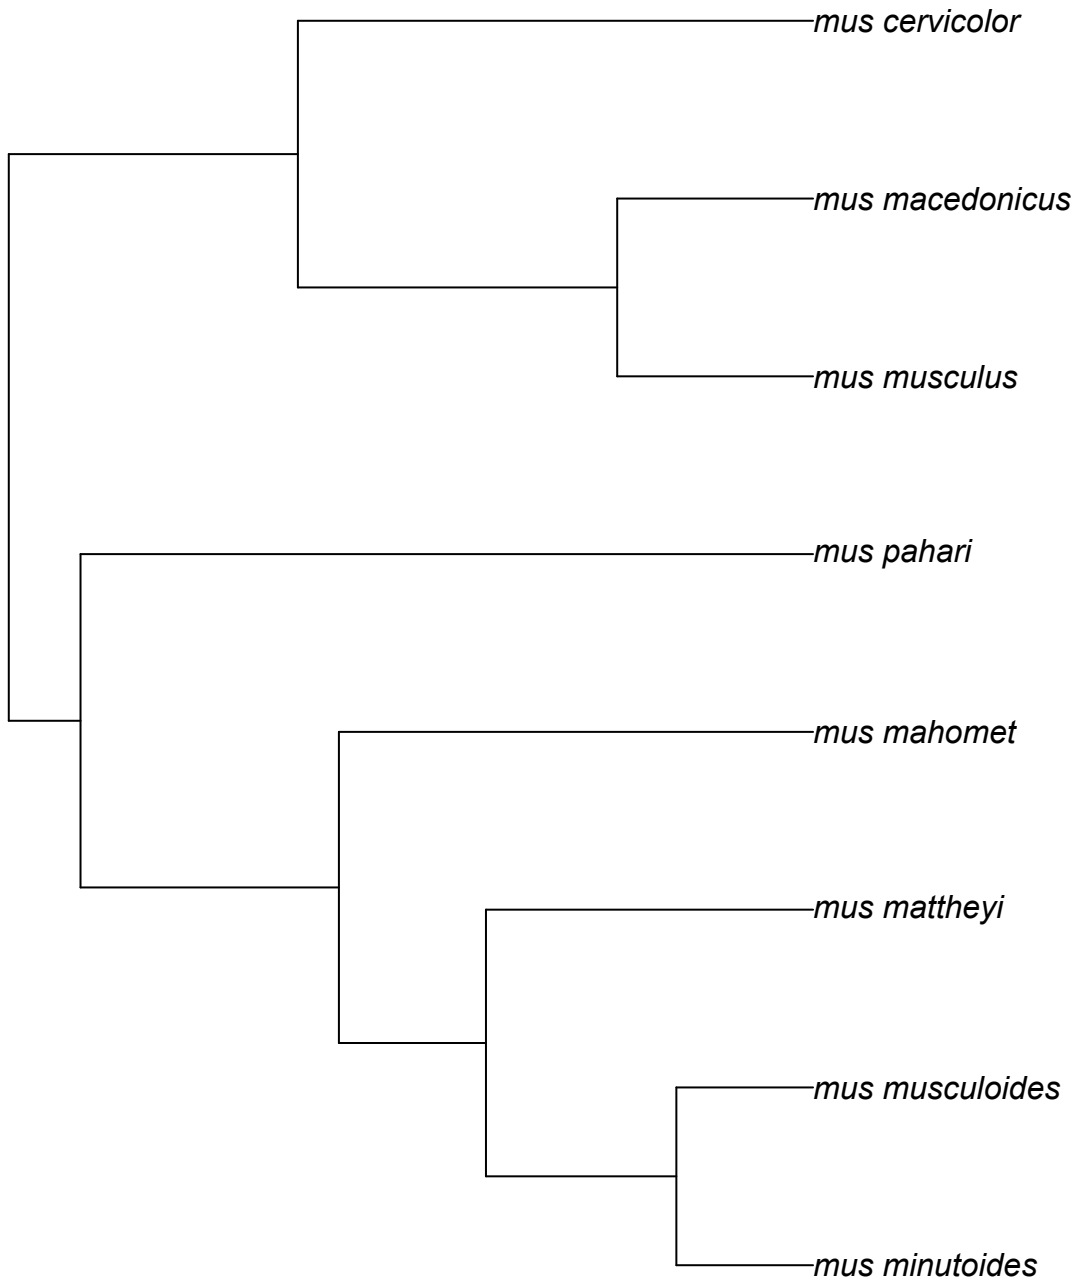 mus cervicolor
mus macedonicus
mus musculus
mus pahari
mus mahomet
mus mattheyi
mus musculoides
mus minutoides